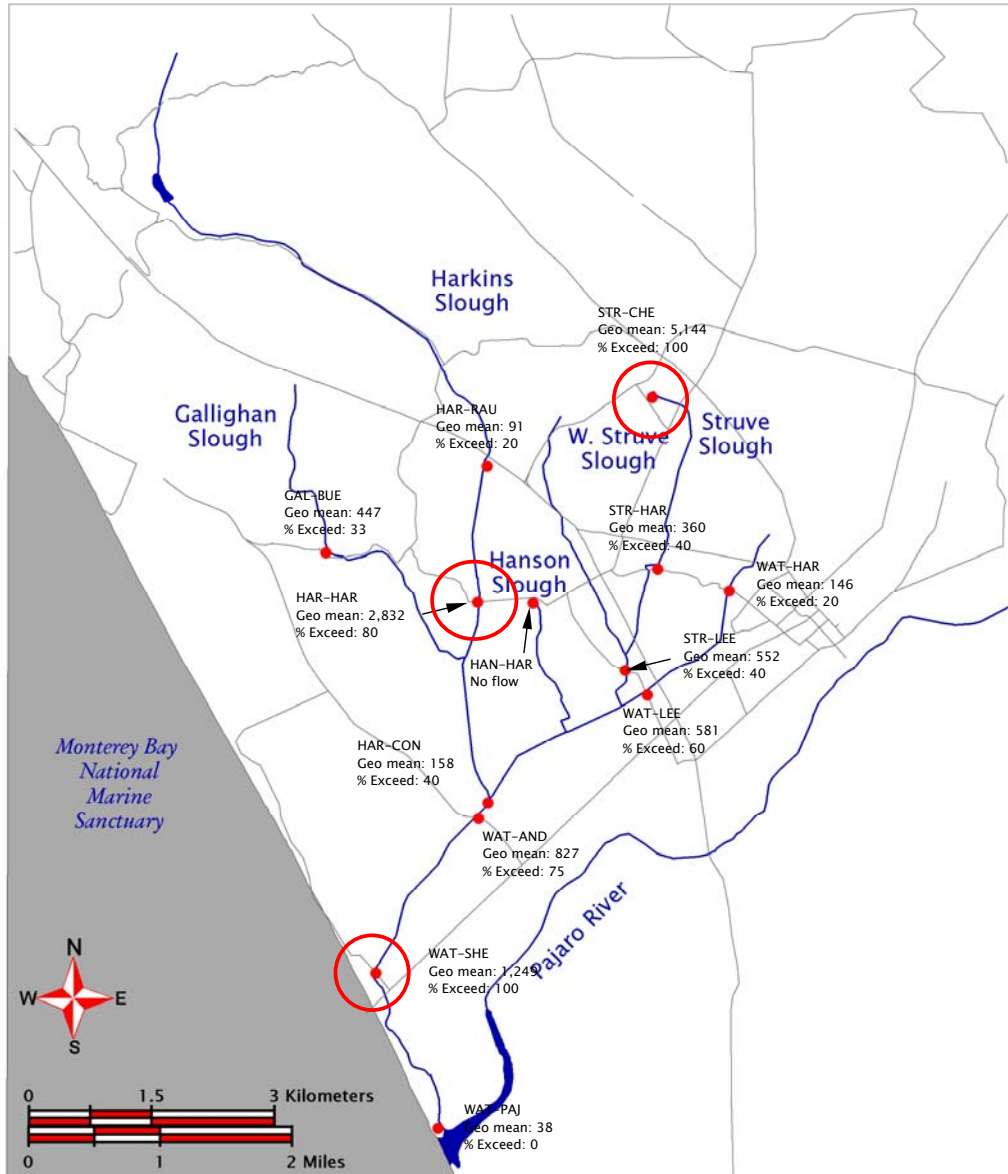 Harkins
Slough
STR-CHE
Geo mean: 5,144
% Exceed: 100
Gallighan
Slough
HAR-RAU
Geo mean: 91
% Exceed: 20
W. Struve
Slough
Struve
Slough
GAL-BUE
Geo mean: 447
% Exceed: 33
STR-HAR
Geo mean: 360
% Exceed: 40
Hanson
Slough
WAT-HAR
Geo mean: 146
% Exceed: 20
HAR-HAR
Geo mean: 2,832
% Exceed: 80
HAN-HAR
No flow
STR-LEE
Geo mean: 552
% Exceed: 40
WAT-LEE
Geo mean: 581
% Exceed: 60
Monterey Bay
National
Marine
Sanctuary
HAR-CON
Geo mean: 158
% Exceed: 40
WAT-AND
Geo mean: 827
% Exceed: 75
Pajaro River
WAT-SHE
Geo mean: 1,249
% Exceed: 100
N
W E
S
0 1.5 3 Kilometers
0 1 2 Miles
WAT-PAJ
Geo mean: 38
% Exceed: 0